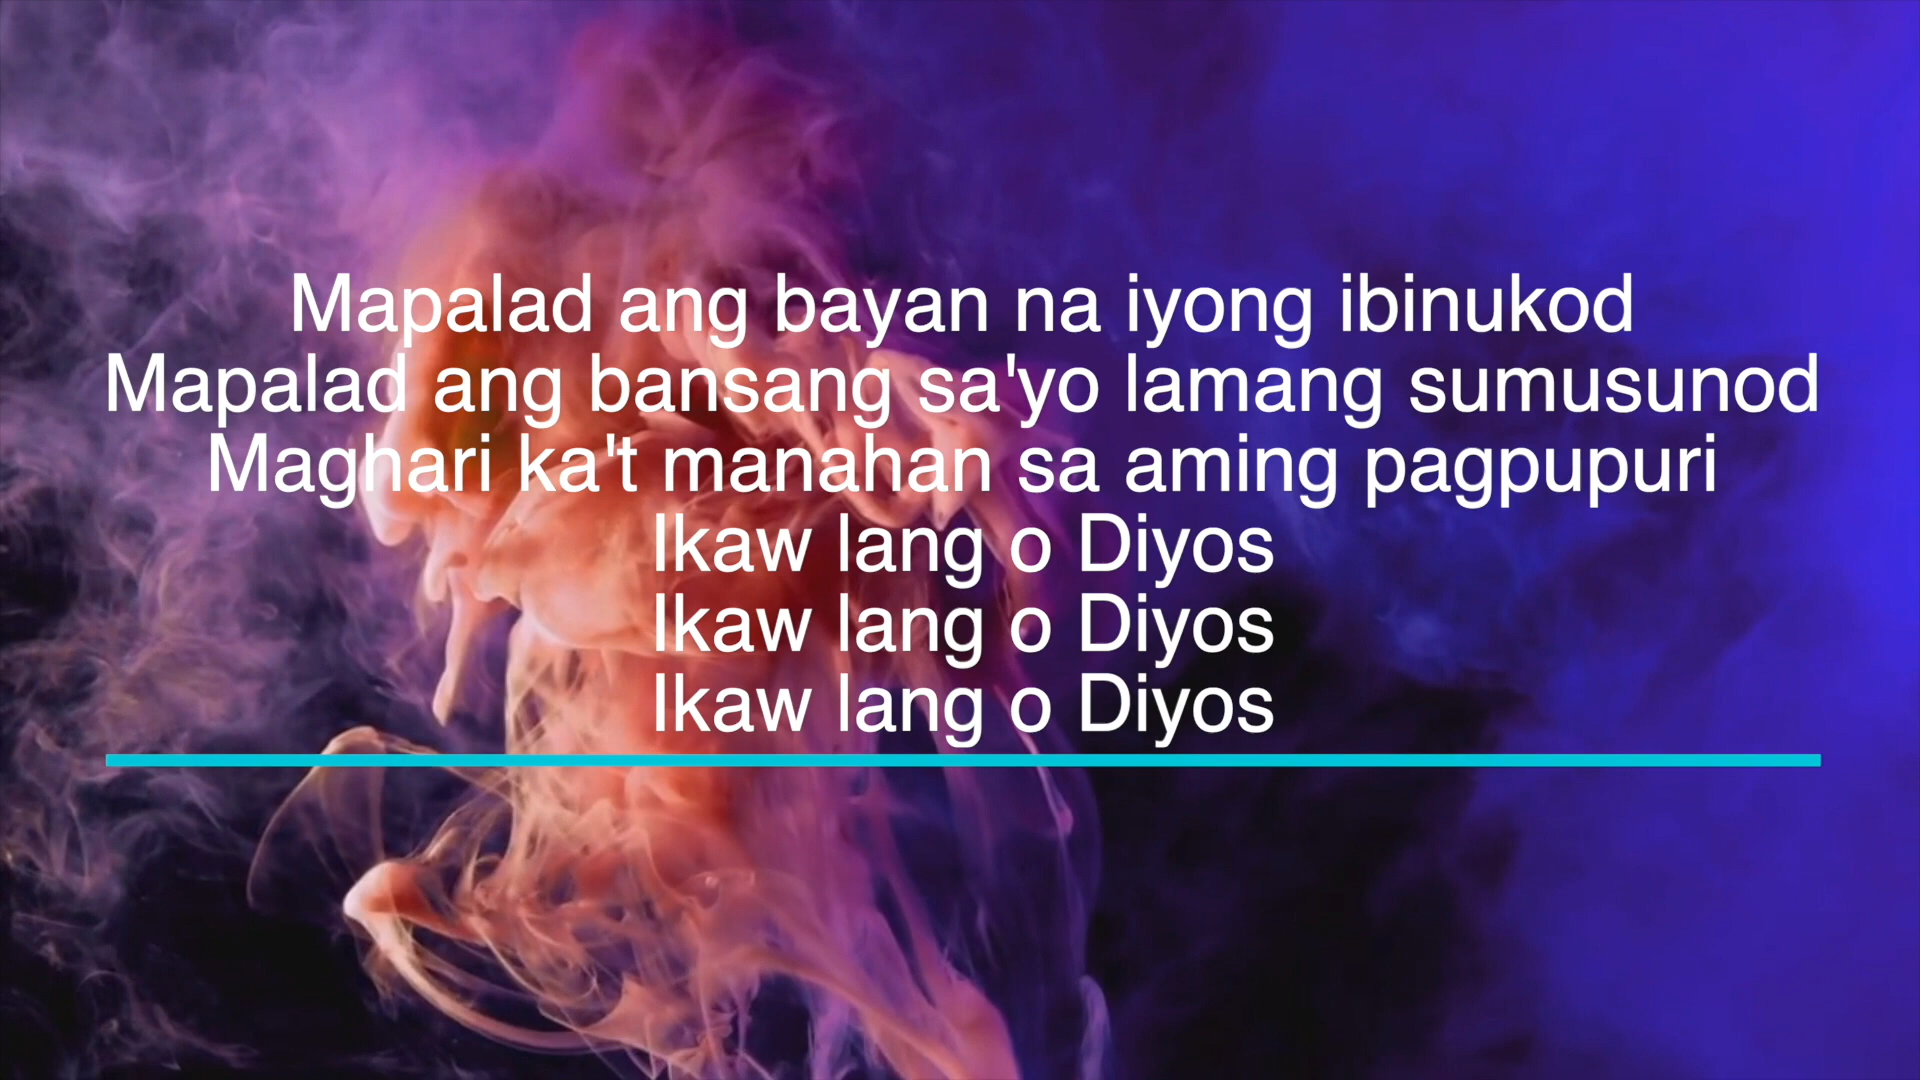 Mapalad ang bayan na iyong ibinukod
Mapalad ang bansang sa'yo lamang sumusunod
Maghari ka't manahan sa aming pagpupuri
Ikaw lang o Diyos
Ikaw lang o Diyos
Ikaw lang o Diyos